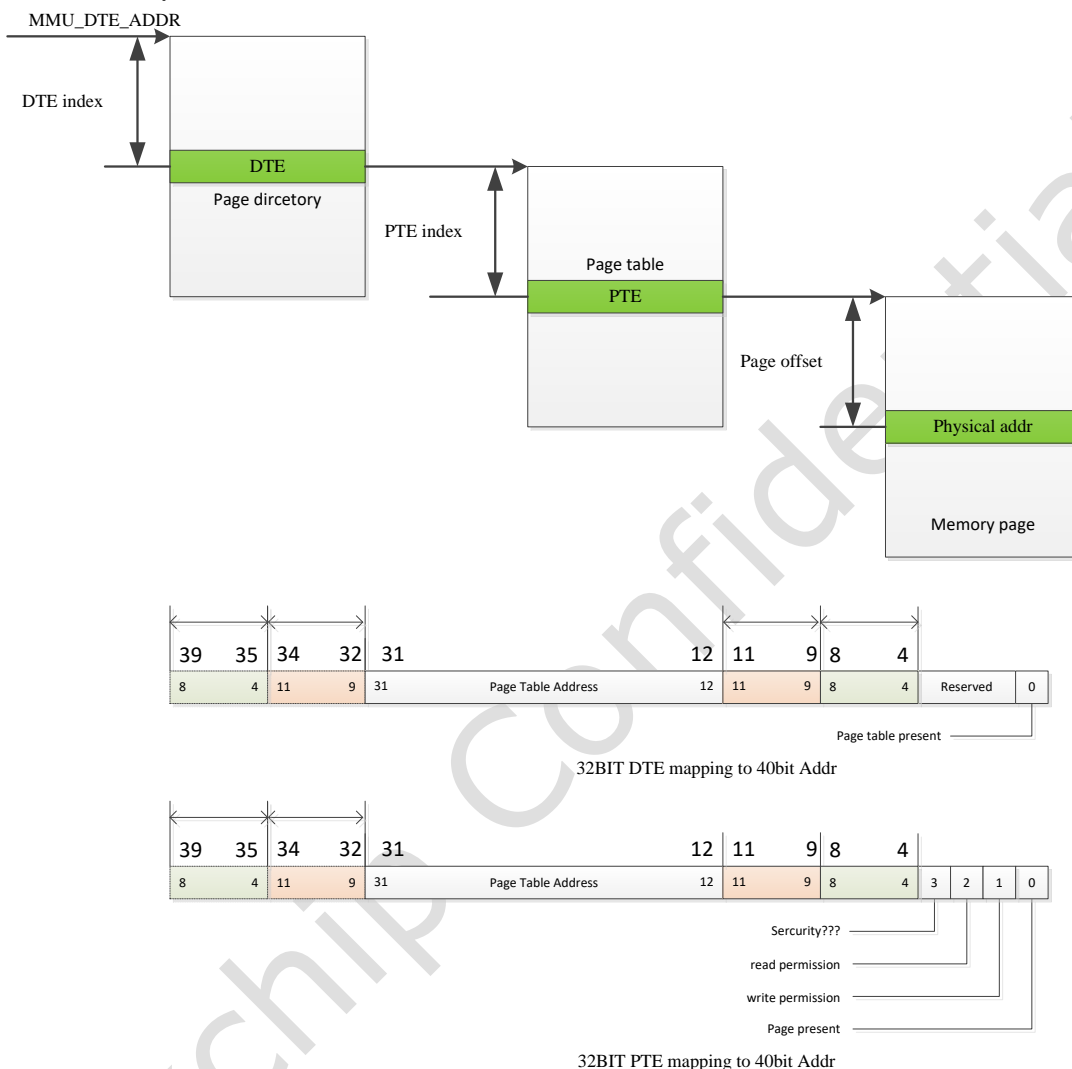 MMU_DTE_ADDR
DTE index
DTE
Page dircetory
PTE index
Page table
PTE
Page offset
Physical addr
Memory page
39 35 34 32 31 12 11 9 8 4
8 4 11 9 31 Page Table Address 12 11 9 8 4 Reserved 0
Page table present
32BIT DTE mapping to 40bit Addr
39 35 34 32 31 12 11 9 8 4
8 4 11 9 31 Page Table Address 12 11 9 8 4 3 2 1 0
Sercurity???
read permission
write permission
Page present
32BIT PTE mapping to 40bit Addr